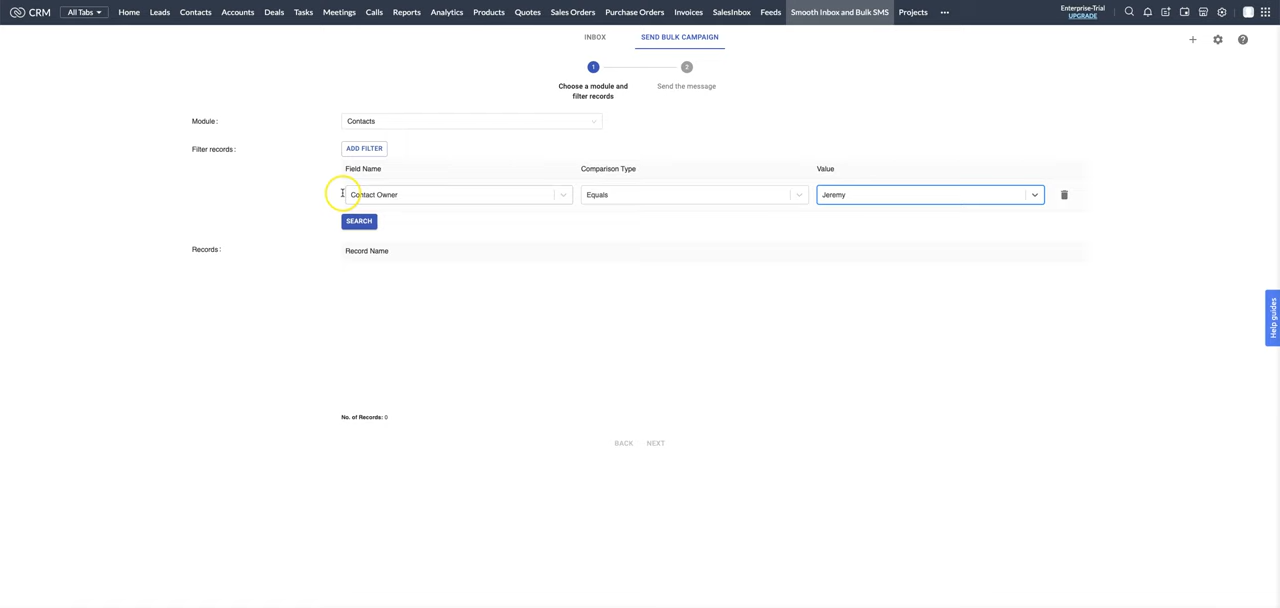 CRM All Tabs Home Leads Contacts Accounts Deals Tasks Meetings Calls Reports Analytics Products Quotes Sales Orders Purchase Orders Invoices SalesInbox Feeds Smooth Inbox and Bulk SMS Projects ••• Enterprise-Trial
UPGRADE
INBOX SEND BULK CAMPAIGN
1 2
Choose a module and Send the message
filter records
Module : Contacts
Filter records : ADD FILTER
Field Name Comparison Type Value
Contact Owner Equals Jeremy
SEARCH
Records : Record Name
Help guides
No. of Records: 0
BACK NEXT